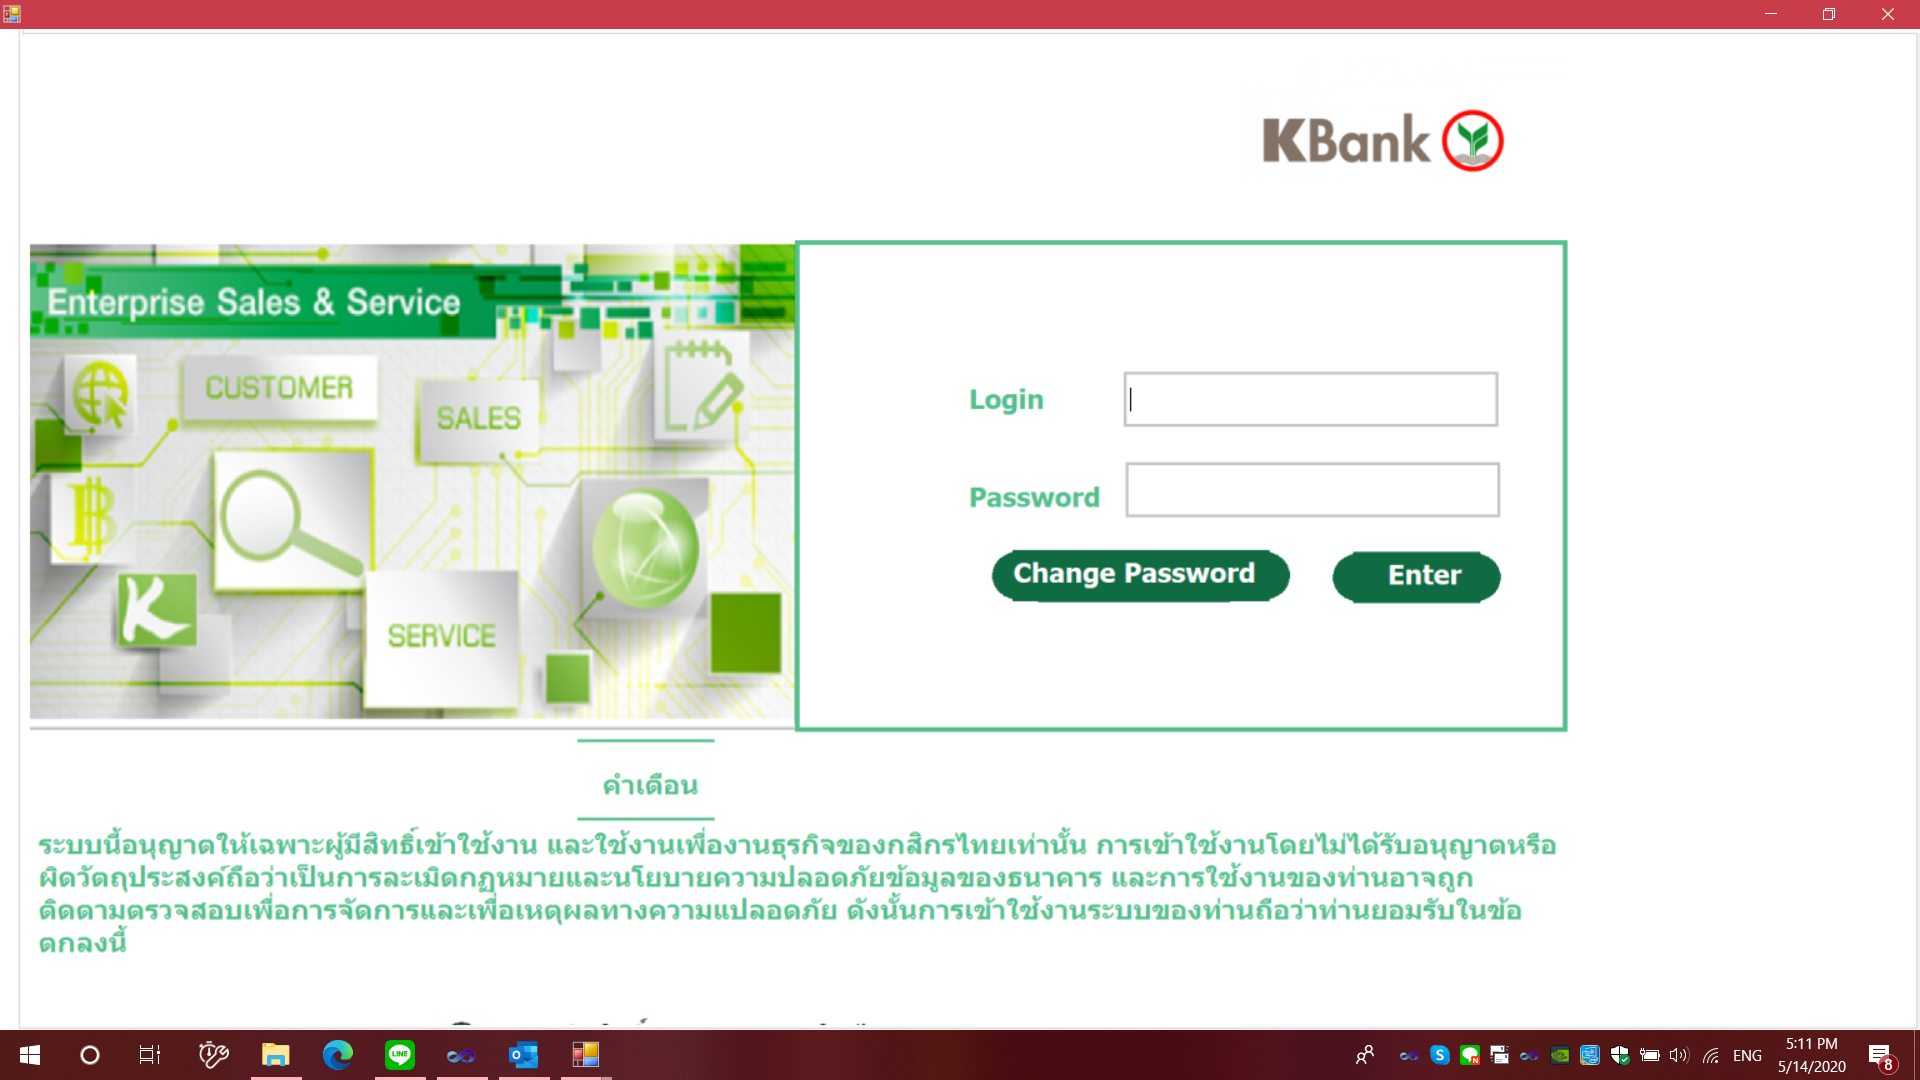 KBank
Enterprise Sales & Service
CUSTOMER
SALES
SERVICE
Login
Password
Change Password
Enter
คำเตือน
ระบบนี้อนุญาตให้เฉพาะผู้มีสิทธิ์เข้าใช้งาน และใช้งานเพื่องานธุรกิจของกสิกรไทยเท่านั้น การเข้าใช้งานโดยไม่ได้รับอนุญาตหรือ
ผิดวัตถุประสงค์ถือว่าเป็นการละเมิดกฎหมายและนโยบายความปลอดภัยข้อมูลของธนาคาร และการใช้งานของท่านอาจถูก
ติดตามตรวจสอบเพื่อการจัดการและเพื่อเหตุผลทางความแปลอดภัย ดังนั้นการเข้าใช้งานระบบของท่านถือว่าท่านยอมรับในข้อ
ตกลงนี้
LINE
ENG
5:11 PM
5/14/2020
8